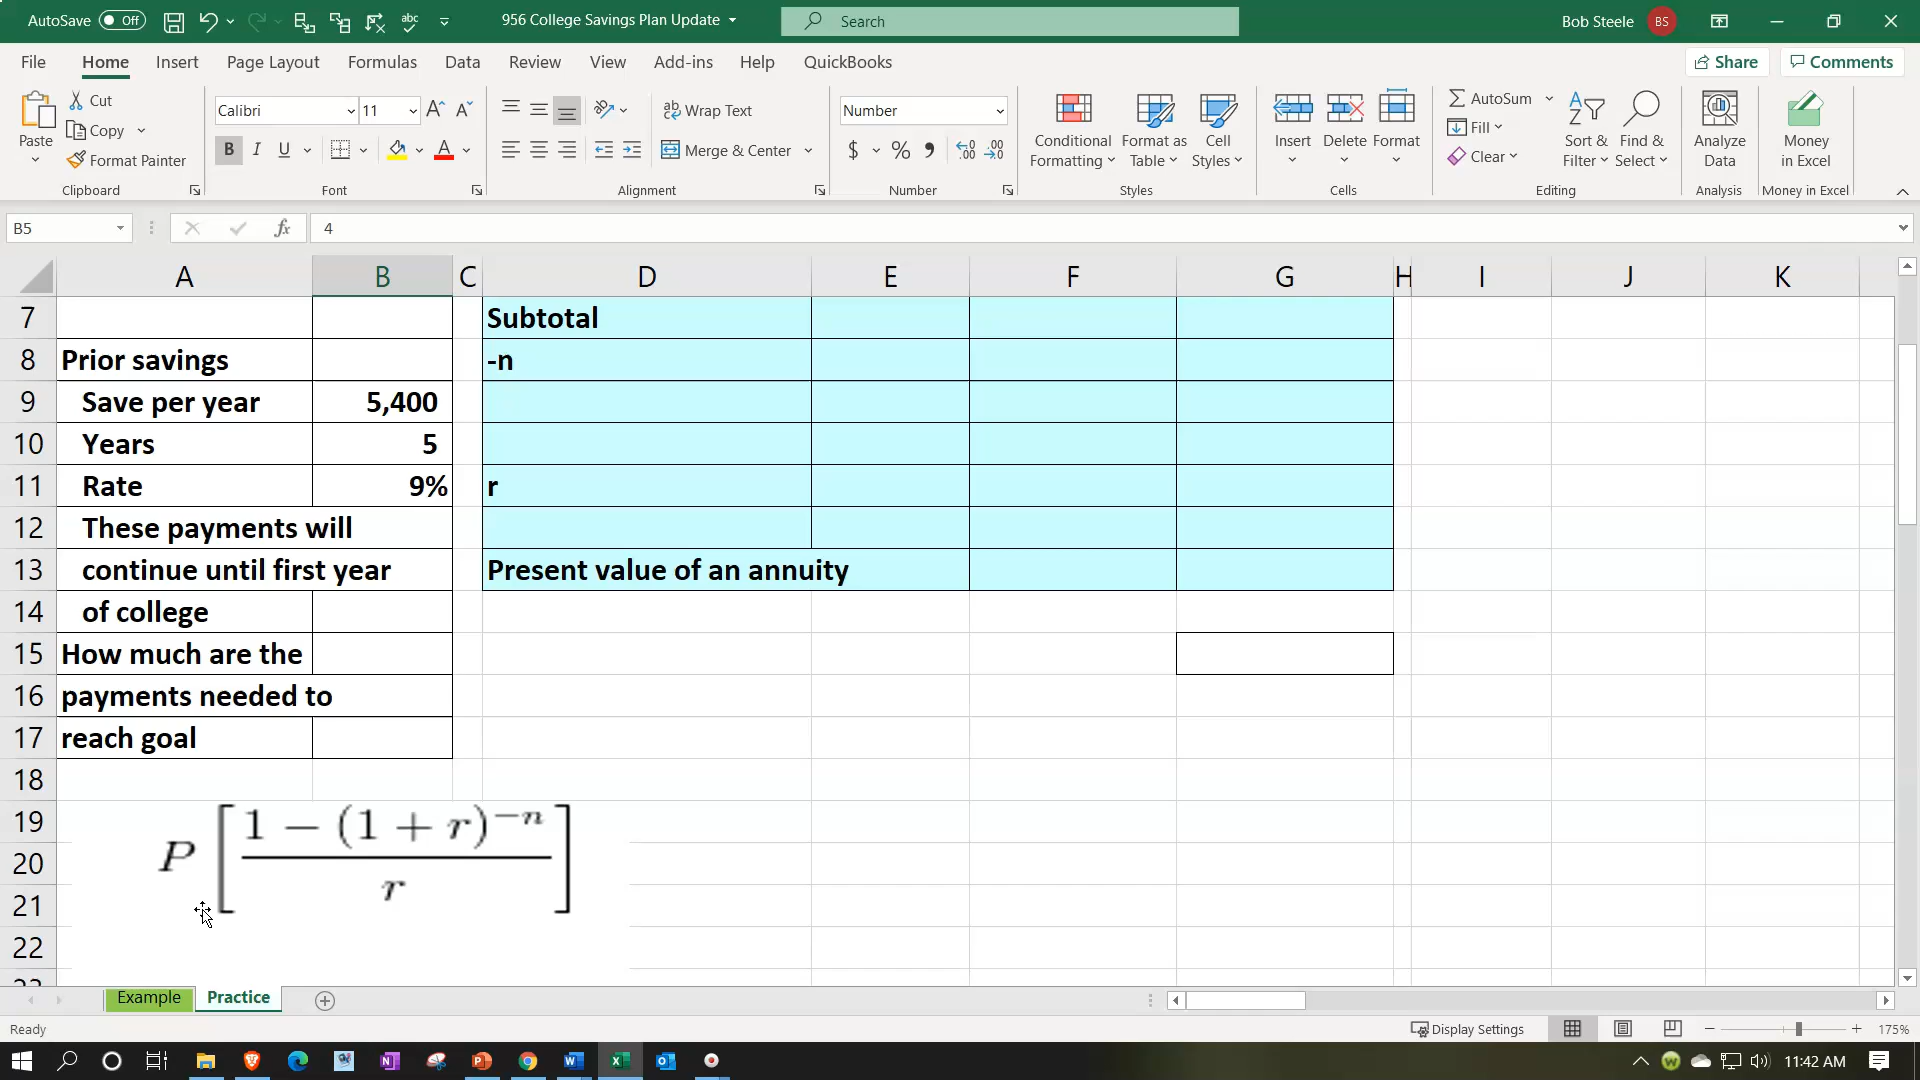 AutoSave Off 956 College Savings Plan Update Search Bob Steele BS
File Home Insert Page Layout Formulas Data Review View Add-ins Help QuickBooks Share Comments
Paste Cut Copy Format Painter Clipboard
Calibri 11 B I U A Font
Wrap Text Merge & Center Alignment
Number $ % Number
Conditional Formatting Format as Table Cell Styles Styles
Insert Delete Format Cells
AutoSum Fill Clear Sort & Filter Find & Select Editing
Analyze Data Analysis
Money in Excel Money in Excel
B5 fx 4
A B C D E F G H I J K
7 Subtotal
8 Prior savings -n
9 Save per year 5,400
10 Years 5
11 Rate 9% r
12 These payments will
13 continue until first year Present value of an annuity
14 of college
15 How much are the
16 payments needed to
17 reach goal
18
19
20
21
22
P [ 1 − (1 + r)^−n / r ]
Example Practice
Ready Display Settings 175%
11:42 AM